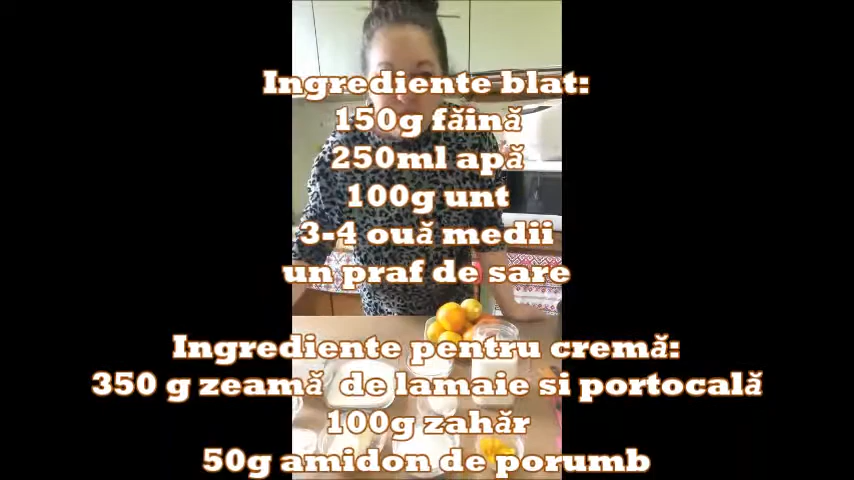 Ingrediente blat:
150g făină
250ml apă
100g unt
3-4 ouă medii
un praf de sare
Ingrediente pentru cremă:
350 g zeamă de lamaie si portocală
100g zahăr
50g amidon de porumb